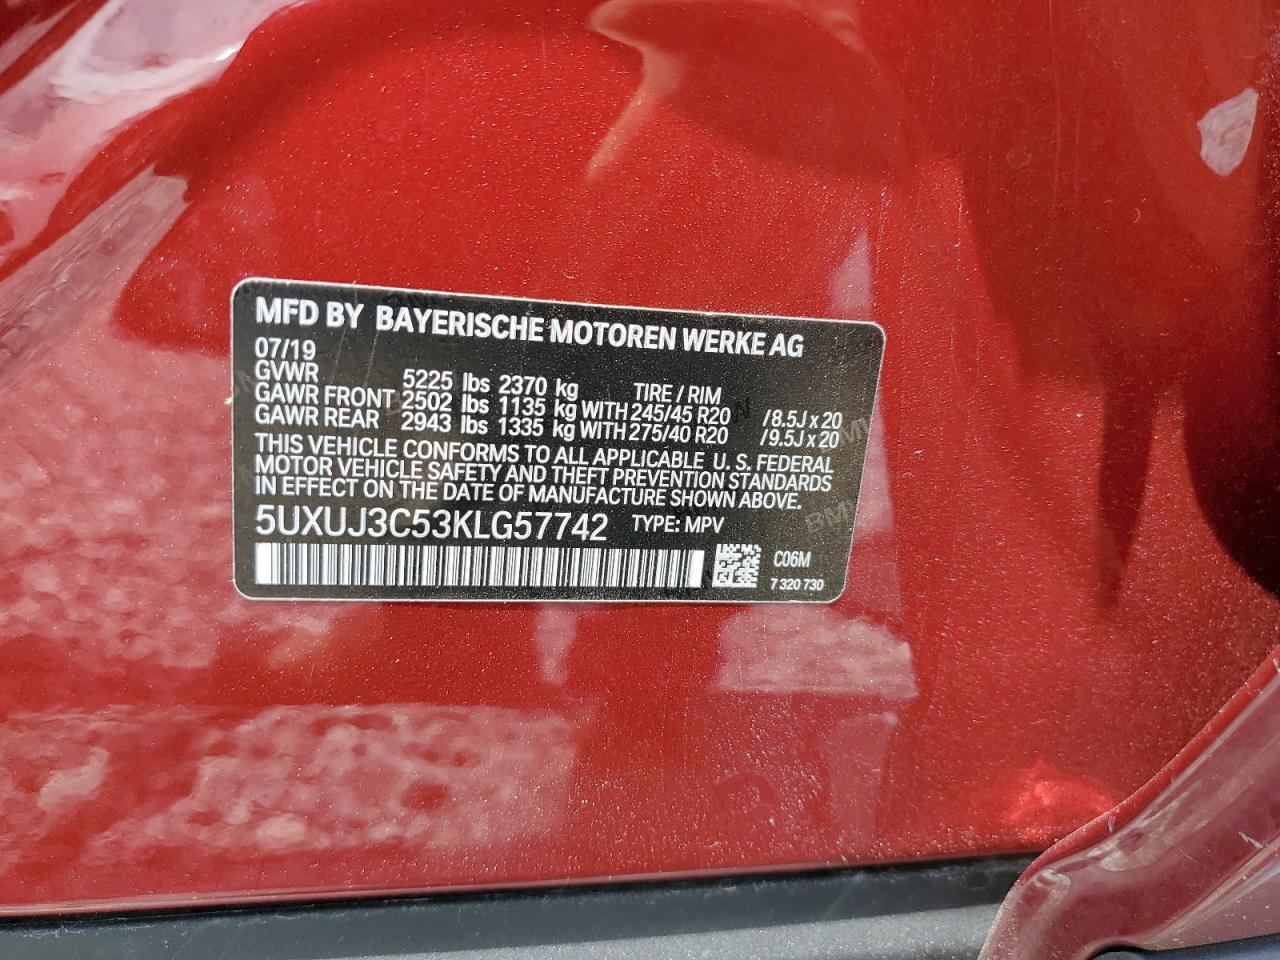 MFD BY BAYERISCHE MOTOREN WERKE AG
07/19
GVWR 5225 lbs 2370 kg TIRE / RIM
GAWR FRONT 2502 lbs 1135 kg WITH 245/45 R20 /8.5J x 20
GAWR REAR 2943 lbs 1335 kg WITH 275/40 R20 /9.5J x 20
THIS VEHICLE CONFORMS TO ALL APPLICABLE U. S. FEDERAL
MOTOR VEHICLE SAFETY AND THEFT PREVENTION STANDARDS
IN EFFECT ON THE DATE OF MANUFACTURE SHOWN ABOVE.
5UXUJ3C53KLG57742 TYPE: MPV
C06M
7 320 730